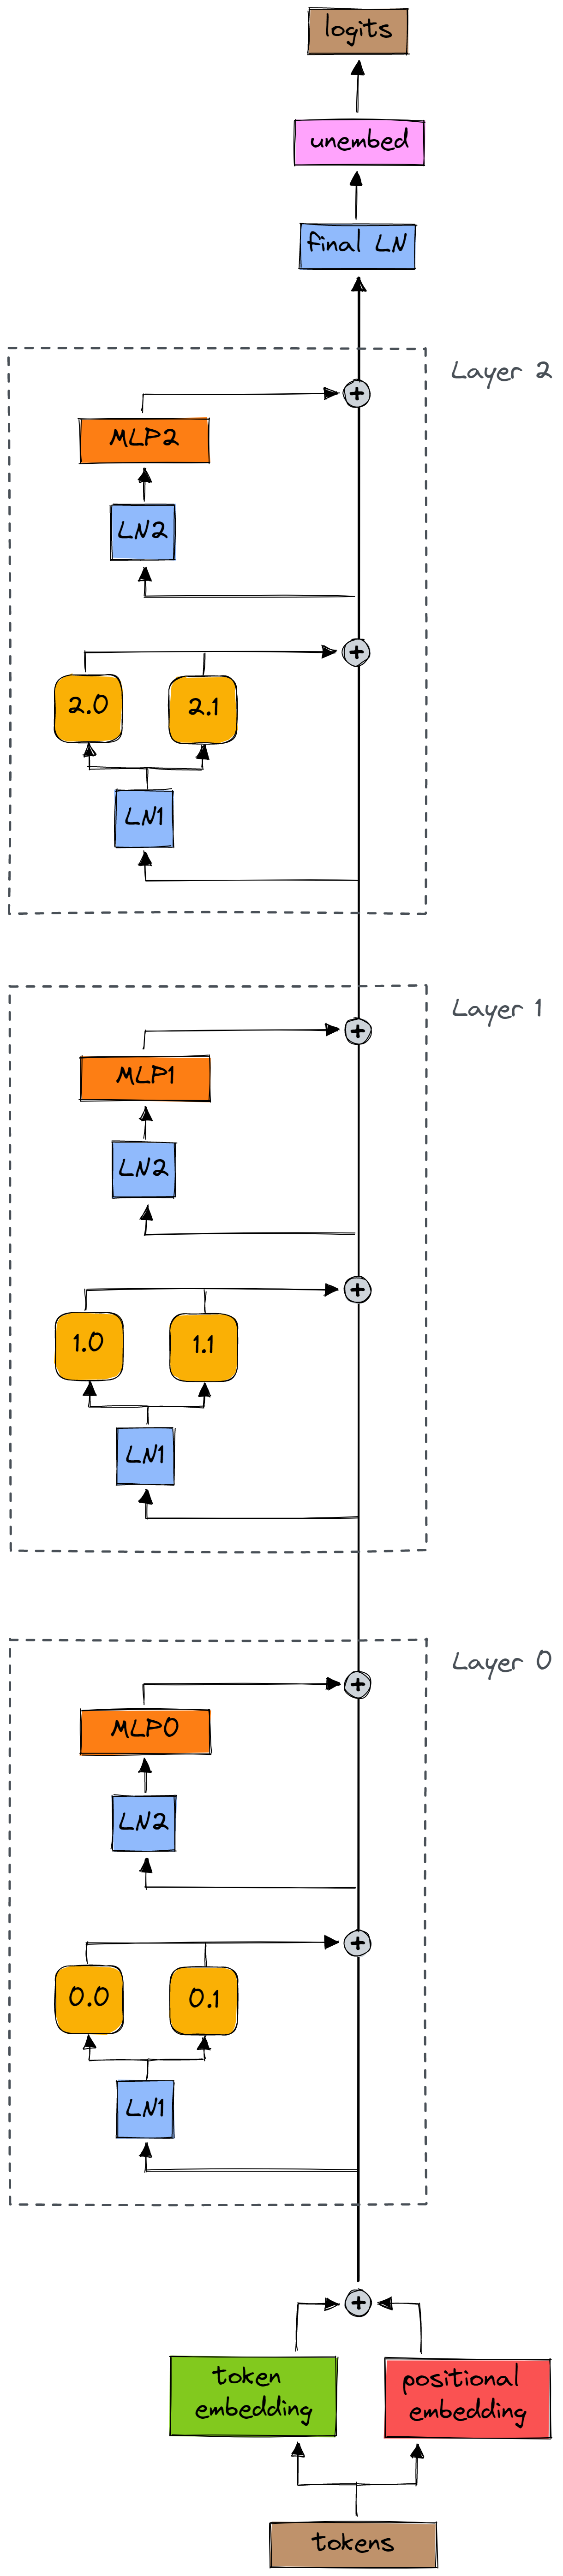 logits
unembed
final LN
Layer 2
+
MLP2
LN2
+
2.0
2.1
LN1
Layer 1
+
MLP1
LN2
+
1.0
1.1
LN1
Layer 0
+
MLP0
LN2
+
0.0
0.1
LN1
+
token
embedding
positional
embedding
tokens